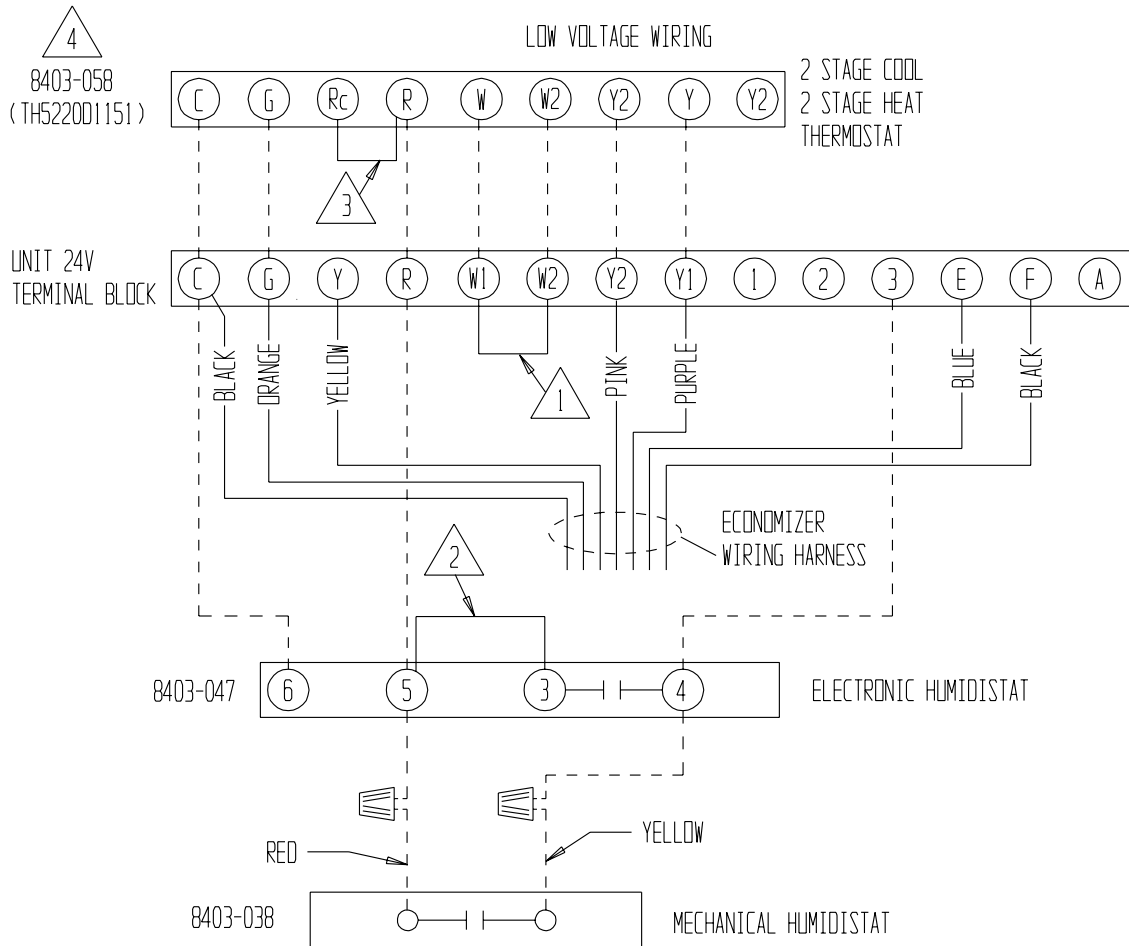 LOW VOLTAGE WIRING
4
8403-058
(TH5220D1151)
C G Rc R W W2 Y2 Y Y2
2 STAGE COOL
2 STAGE HEAT
THERMOSTAT
3
UNIT 24V
TERMINAL BLOCK
C G Y R W1 W2 Y2 Y1 1 2 3 E F A
BLACK
ORANGE
YELLOW
PINK
PURPLE
BLUE
BLACK
1
ECONOMIZER
WIRING HARNESS
2
8403-047
6 5 3 4
ELECTRONIC HUMIDISTAT
RED
YELLOW
8403-038
MECHANICAL HUMIDISTAT